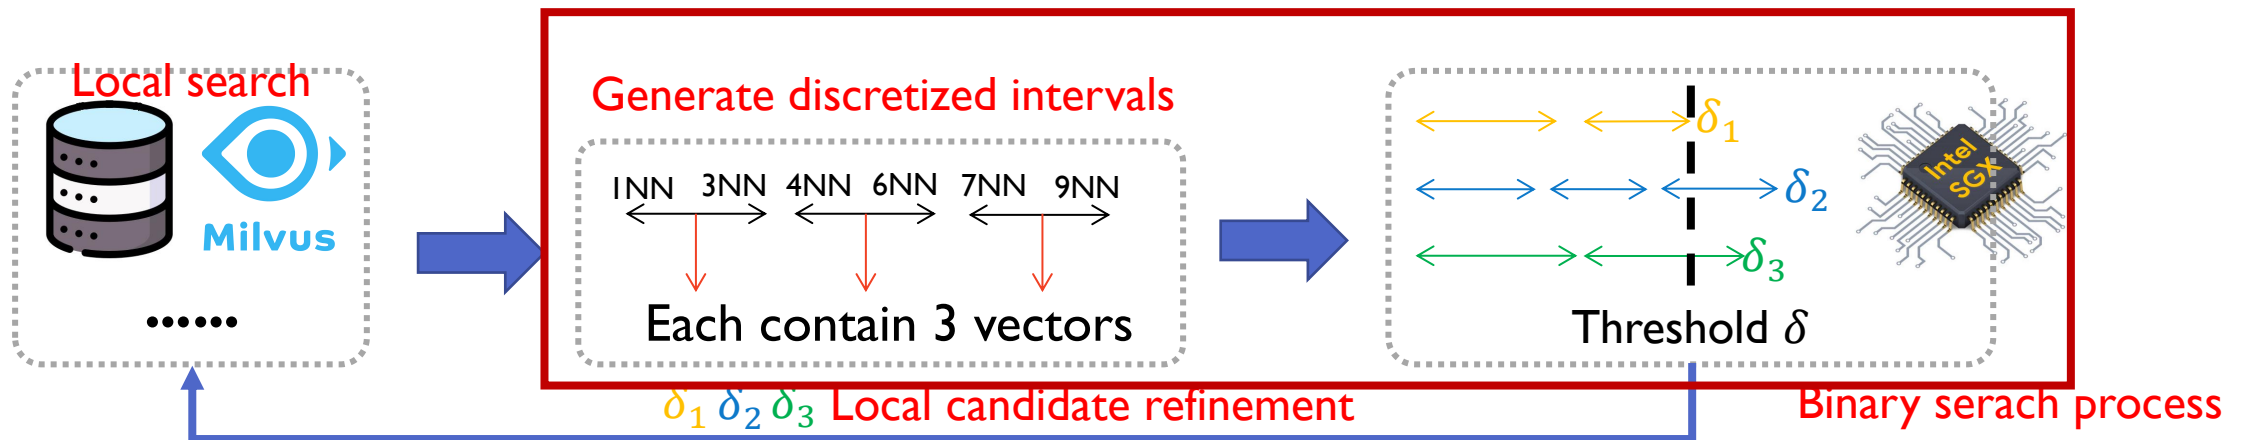 Local search
Milvus
......
Generate discretized intervals
1NN 3NN 4NN 6NN 7NN 9NN
Each contain 3 vectors
δ1
δ2
δ3
Threshold δ
Intel
SGX
δ1 δ2 δ3 Local candidate refinement
Binary serach process